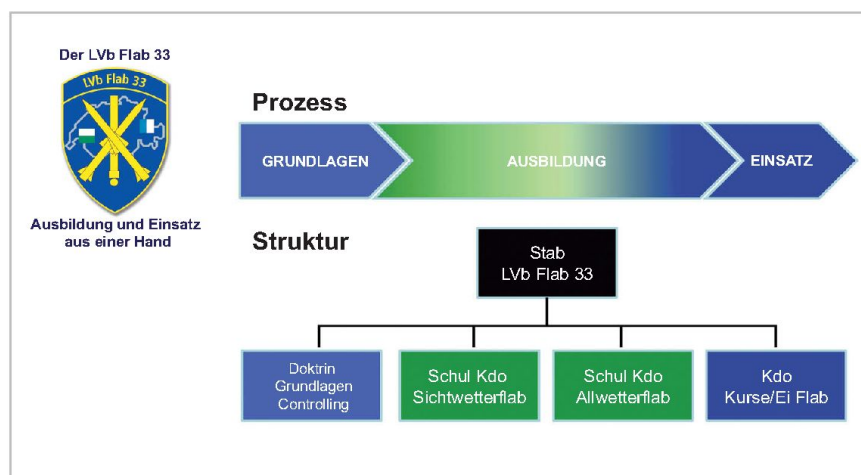 Der LVb Flab 33
LVb Flab 33
Ausbildung und Einsatz
aus einer Hand
Prozess
GRUNDLAGEN
AUSBILDUNG
EINSATZ
Struktur
Stab
LVb Flab 33
Doktrin
Grundlagen
Controlling
Schul Kdo
Sichtwetterflab
Schul Kdo
Allwetterflab
Kdo
Kurse/Ei Flab